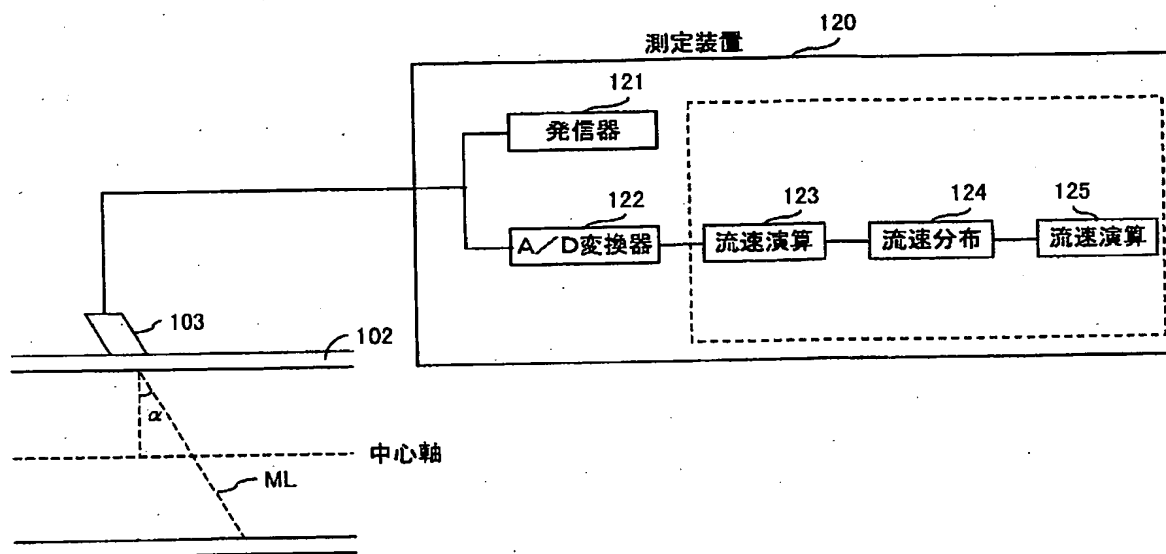 測定装置
120
121
発信器
122
A/D変換器
123
流速演算
124
流速分布
125
流速演算
103
102
α
中心軸
ML